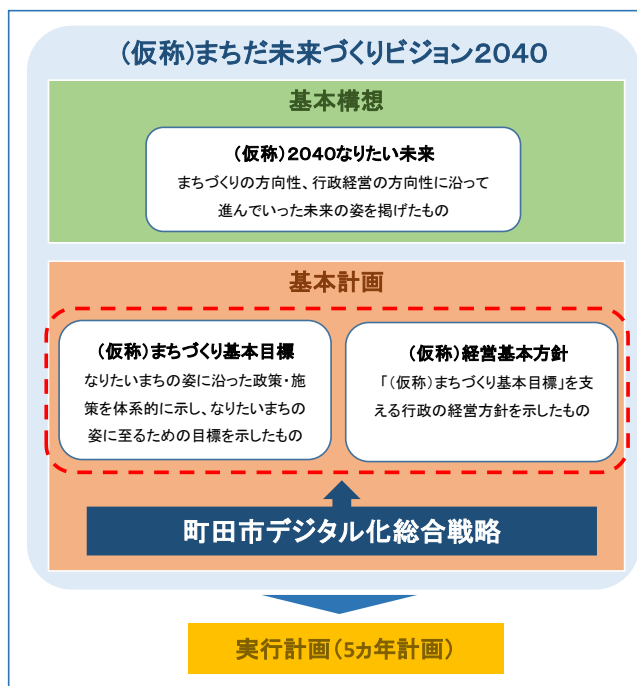 (仮称)まちだ未来づくりビジョン2040
基本構想
(仮称)2040なりたい未来
まちづくりの方向性、行政経営の方向性に沿って
進んでいった未来の姿を掲げたもの
基本計画
(仮称)まちづくり基本目標
なりたいまちの姿に沿った政策・施
策を体系的に示し、なりたいまちの
姿に至るための目標を示したもの
(仮称)経営基本方針
「(仮称)まちづくり基本目標」を支
える行政の経営方針を示したもの
町田市デジタル化総合戦略
実行計画(5ヵ年計画)